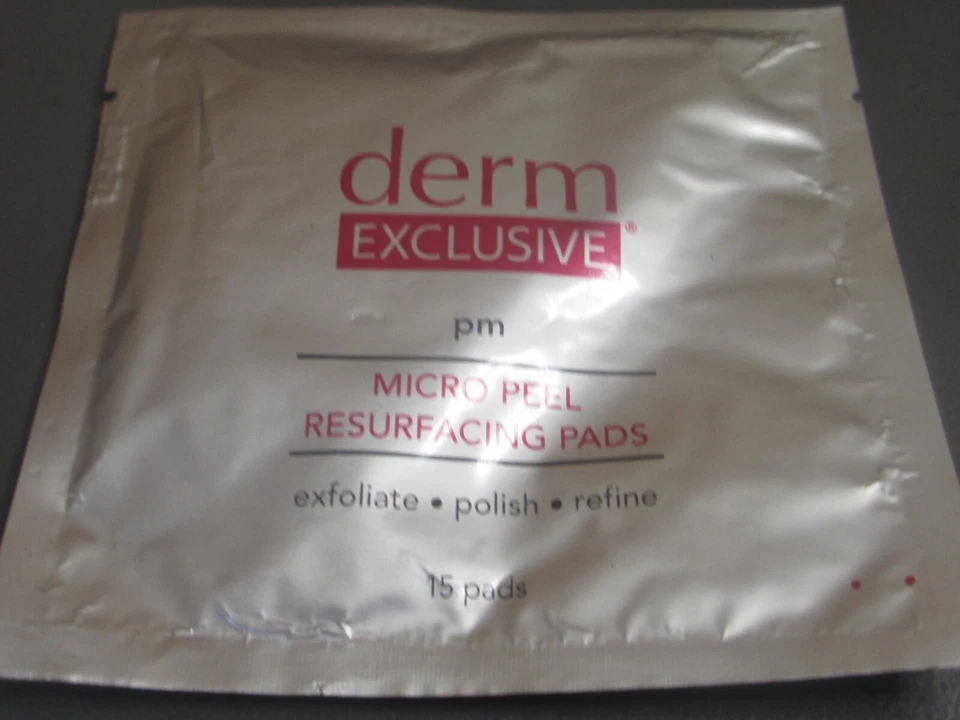 derm
EXCLUSIVE®
pm
MICRO PEEL
RESURFACING PADS
exfoliate • polish • refine
15 pads